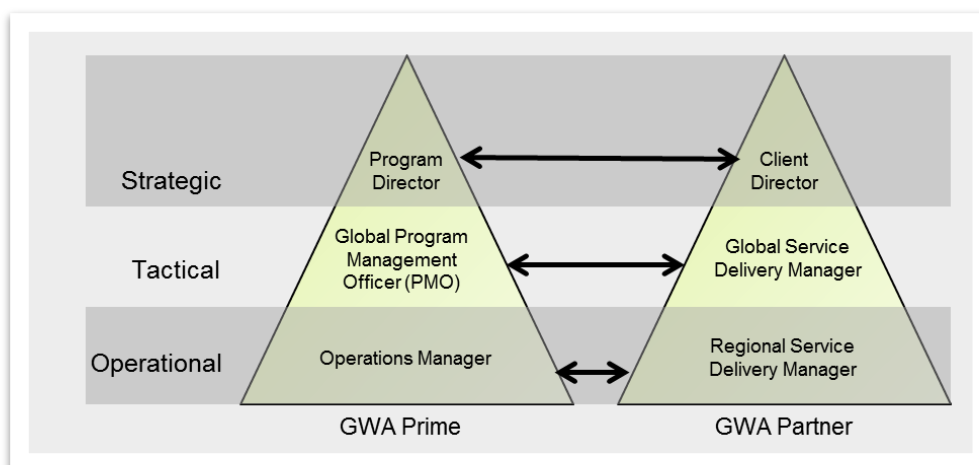 Program
Director
Client
Director
Strategic
Global Program
Management
Officer (PMO)
Global Service
Delivery Manager
Tactical
Operations Manager
Regional Service
Delivery Manager
Operational
GWA Prime
GWA Partner